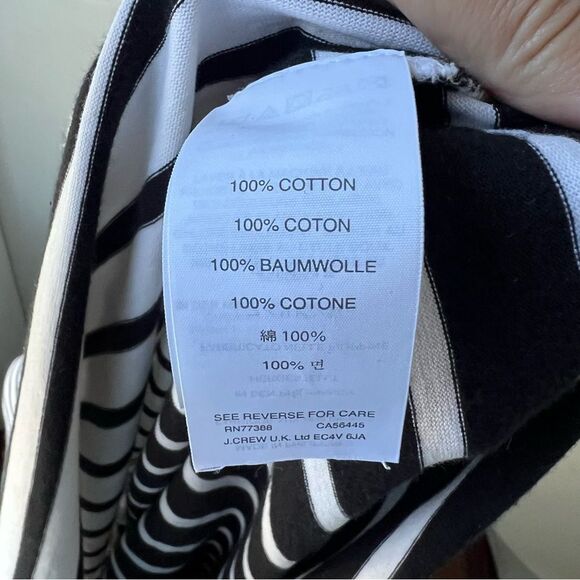 100% COTTON
100% COTON
100% BAUMWOLLE
100% COTONE
綿 100%
100% 면
SEE REVERSE FOR CARE
RN77388 CA56445
J.CREW U.K. Ltd EC4V 6JA